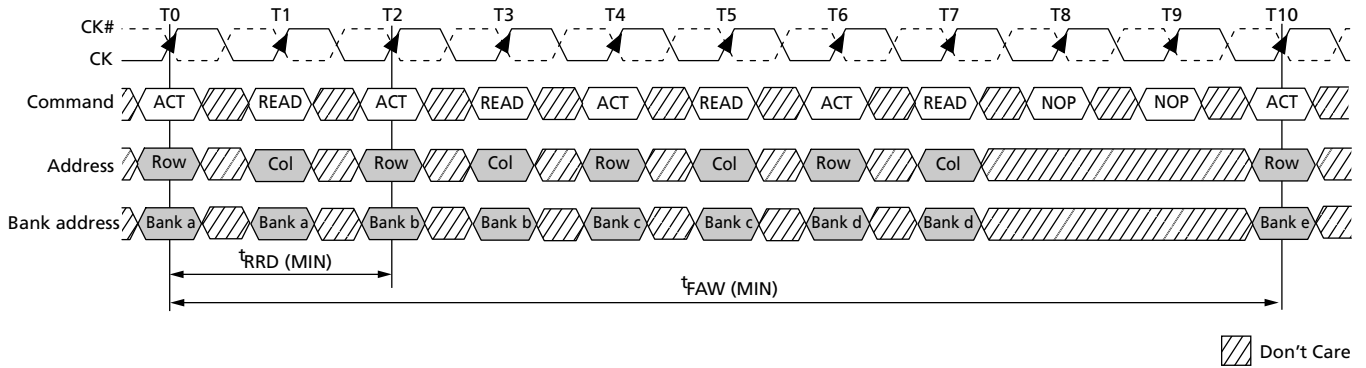 T0 T1 T2 T3 T4 T5 T6 T7 T8 T9 T10
CK#
CK
Command ACT READ ACT READ ACT READ ACT READ NOP NOP ACT
Address Row Col Row Col Row Col Row Col Row
Bank address Bank a Bank a Bank b Bank b Bank c Bank c Bank d Bank d Bank e
tRRD (MIN)
tFAW (MIN)
Don't Care